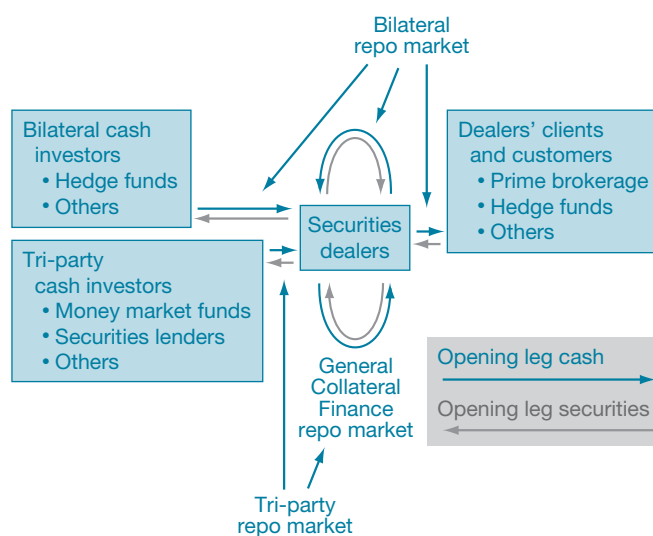 Bilateral
repo market
Bilateral cash
investors
• Hedge funds
• Others
Dealers’ clients
and customers
• Prime brokerage
• Hedge funds
• Others
Securities
dealers
Tri-party
cash investors
• Money market funds
• Securities lenders
• Others
General
Collateral
Finance
repo market
Opening leg cash
Opening leg securities
Tri-party
repo market